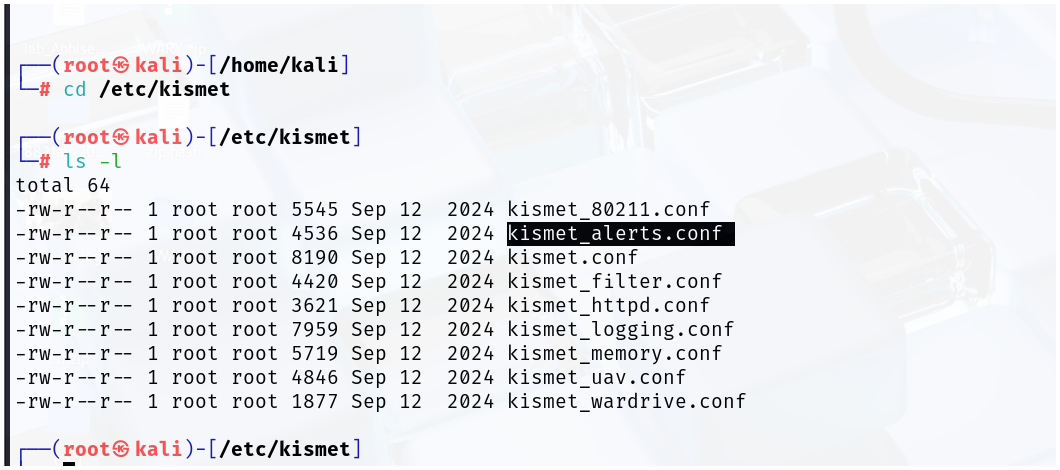 ┌──(root㉿kali)-[/home/kali]
└─# cd /etc/kismet
┌──(root㉿kali)-[/etc/kismet]
└─# ls -l
total 64
-rw-r--r-- 1 root root 5545 Sep 12  2024 kismet_80211.conf
-rw-r--r-- 1 root root 4536 Sep 12  2024 kismet_alerts.conf
-rw-r--r-- 1 root root 8190 Sep 12  2024 kismet.conf
-rw-r--r-- 1 root root 4420 Sep 12  2024 kismet_filter.conf
-rw-r--r-- 1 root root 3621 Sep 12  2024 kismet_httpd.conf
-rw-r--r-- 1 root root 7959 Sep 12  2024 kismet_logging.conf
-rw-r--r-- 1 root root 5719 Sep 12  2024 kismet_memory.conf
-rw-r--r-- 1 root root 4846 Sep 12  2024 kismet_uav.conf
-rw-r--r-- 1 root root 1877 Sep 12  2024 kismet_wardrive.conf
┌──(root㉿kali)-[/etc/kismet]